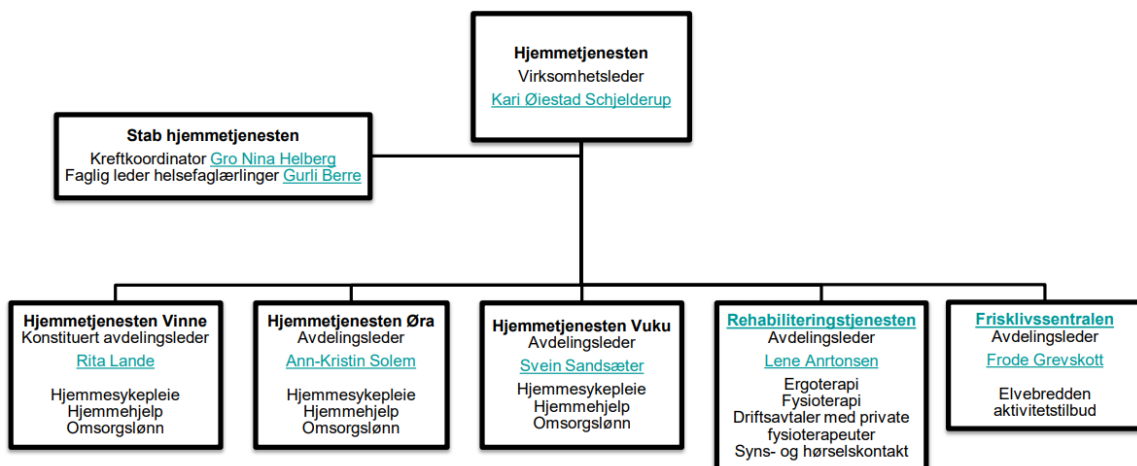 Hjemmetjenesten
Virksomhetsleder
Kari Øiestad Schjelderup
Stab hjemmetjenesten
Kreftkoordinator Gro Nina Helberg
Faglig leder helsefaglærlinger Gurli Berre
Hjemmetjenesten Vinne
Konstituert avdelingsleder
Rita Lande
Hjemmesykepleie
Hjemmehjelp
Omsorgslønn
Hjemmetjenesten Øra
Avdelingsleder
Ann-Kristin Solem
Hjemmesykepleie
Hjemmehjelp
Omsorgslønn
Hjemmetjenesten Vuku
Avdelingsleder
Svein Sandsæter
Hjemmesykepleie
Hjemmehjelp
Omsorgslønn
Rehabiliteringstjenesten
Avdelingsleder
Lene Anrtonsen
Ergoterapi
Fysioterapi
Driftsavtaler med private
fysioterapeuter
Syns- og hørselskontakt
Frisklivssentralen
Avdelingsleder
Frode Grevskott
Elvebredden
aktivitetstilbud